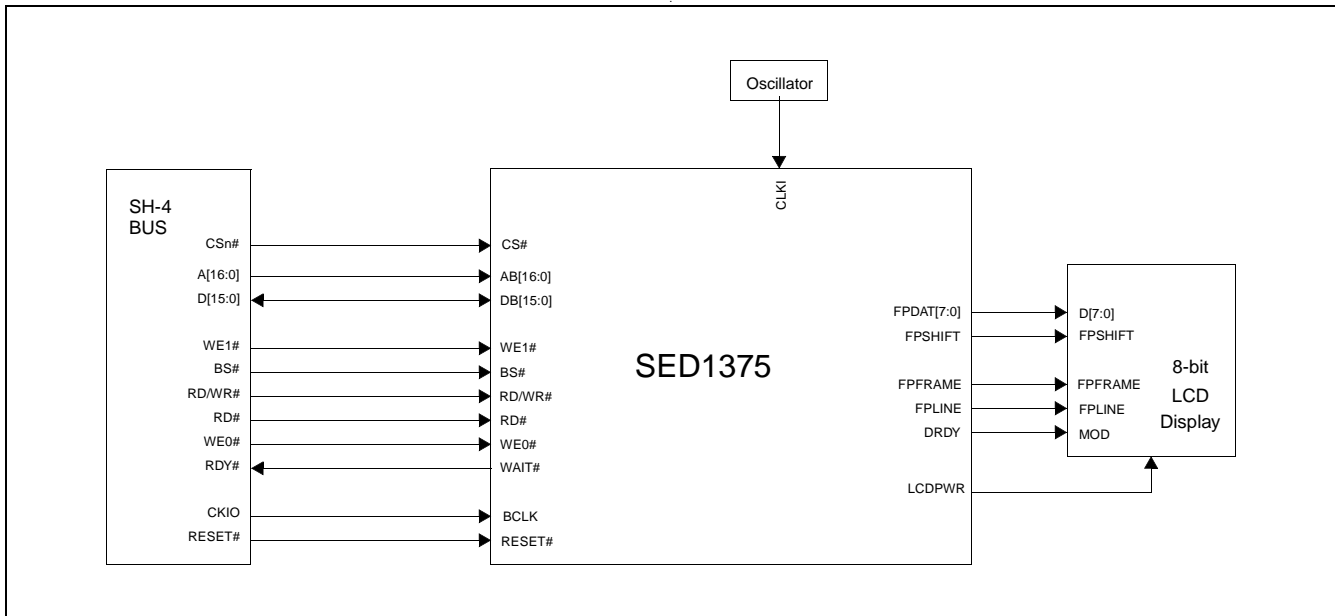 Oscillator
CLKI
SH-4
BUS
CSn#
A[16:0]
D[15:0]
WE1#
BS#
RD/WR#
RD#
WE0#
RDY#
CKIO
RESET#
CS#
AB[16:0]
DB[15:0]
WE1#
BS#
RD/WR#
RD#
WE0#
WAIT#
BCLK
RESET#
SED1375
FPDAT[7:0]
FPSHIFT
FPFRAME
FPLINE
DRDY
LCDPWR
D[7:0]
FPSHIFT
FPFRAME
FPLINE
MOD
8-bit
LCD
Display